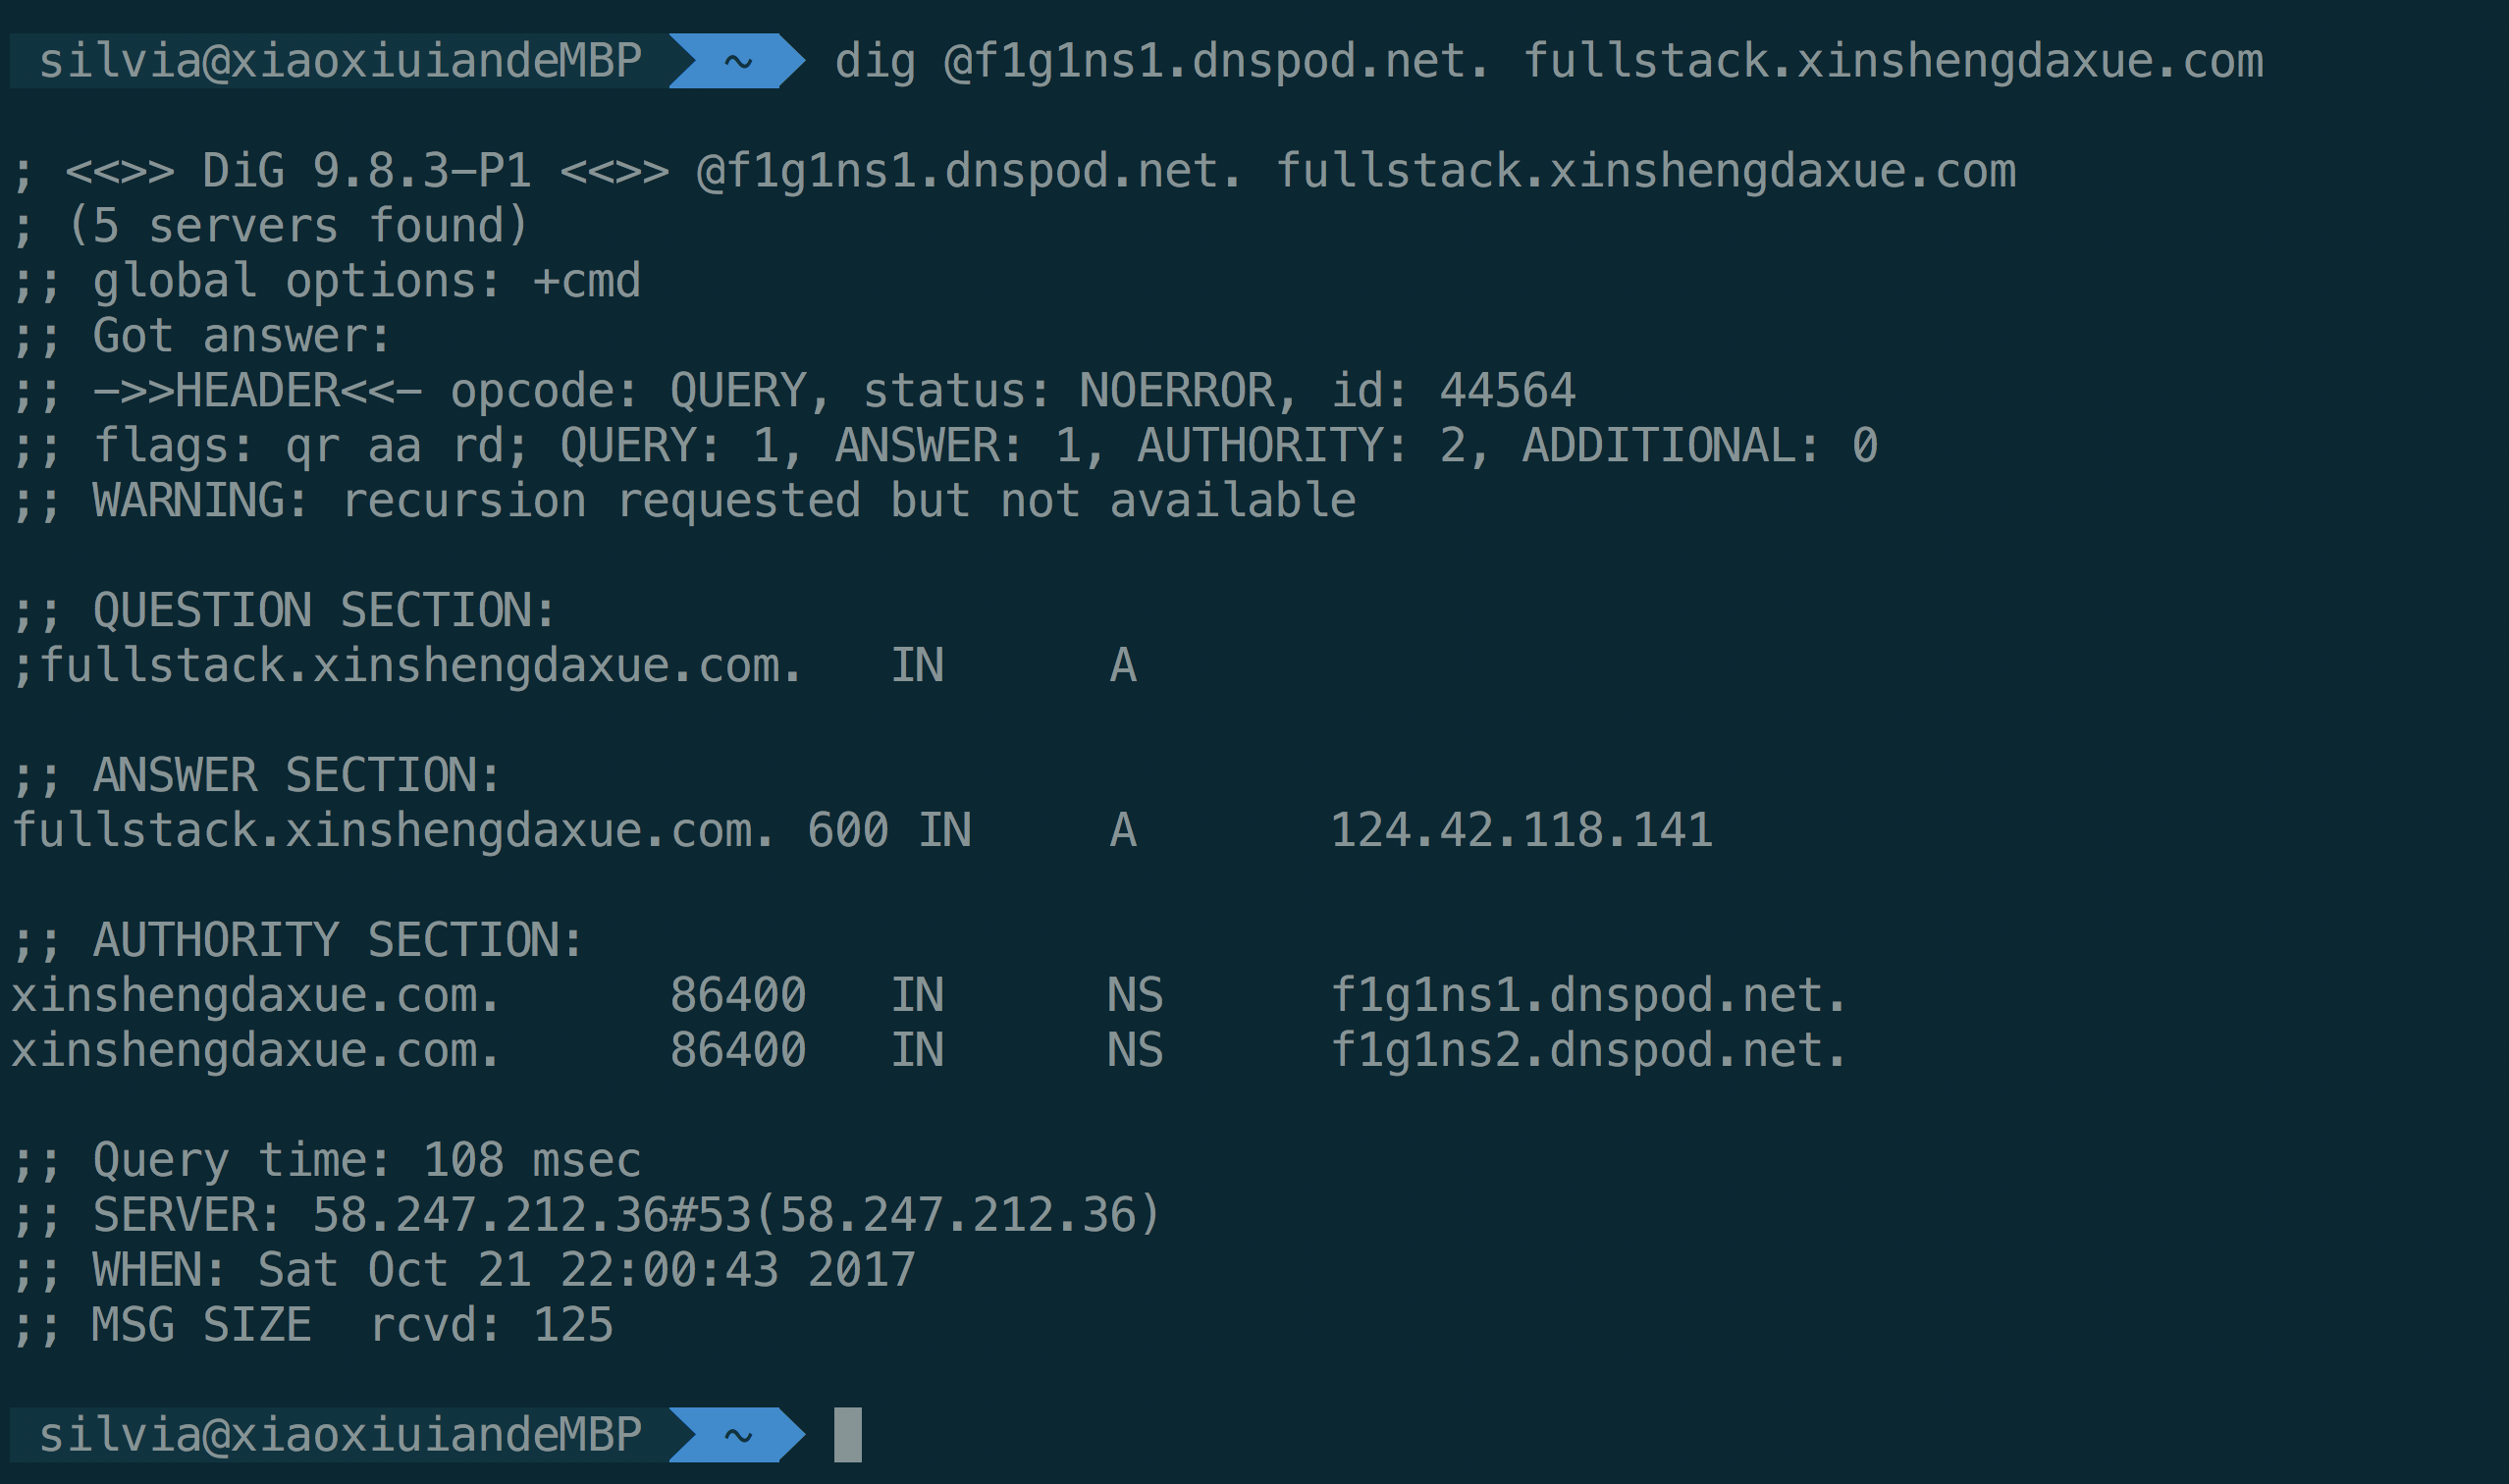 silvia@xiaoxiuiandeMBP ~ dig @f1g1ns1.dnspod.net. fullstack.xinshengdaxue.com
; <<>> DiG 9.8.3-P1 <<>> @f1g1ns1.dnspod.net. fullstack.xinshengdaxue.com
; (5 servers found)
;; global options: +cmd
;; Got answer:
;; ->>HEADER<<- opcode: QUERY, status: NOERROR, id: 44564
;; flags: qr aa rd; QUERY: 1, ANSWER: 1, AUTHORITY: 2, ADDITIONAL: 0
;; WARNING: recursion requested but not available
;; QUESTION SECTION:
;fullstack.xinshengdaxue.com. IN A
;; ANSWER SECTION:
fullstack.xinshengdaxue.com. 600 IN A 124.42.118.141
;; AUTHORITY SECTION:
xinshengdaxue.com. 86400 IN NS f1g1ns1.dnspod.net.
xinshengdaxue.com. 86400 IN NS f1g1ns2.dnspod.net.
;; Query time: 108 msec
;; SERVER: 58.247.212.36#53(58.247.212.36)
;; WHEN: Sat Oct 21 22:00:43 2017
;; MSG SIZE  rcvd: 125
silvia@xiaoxiuiandeMBP ~